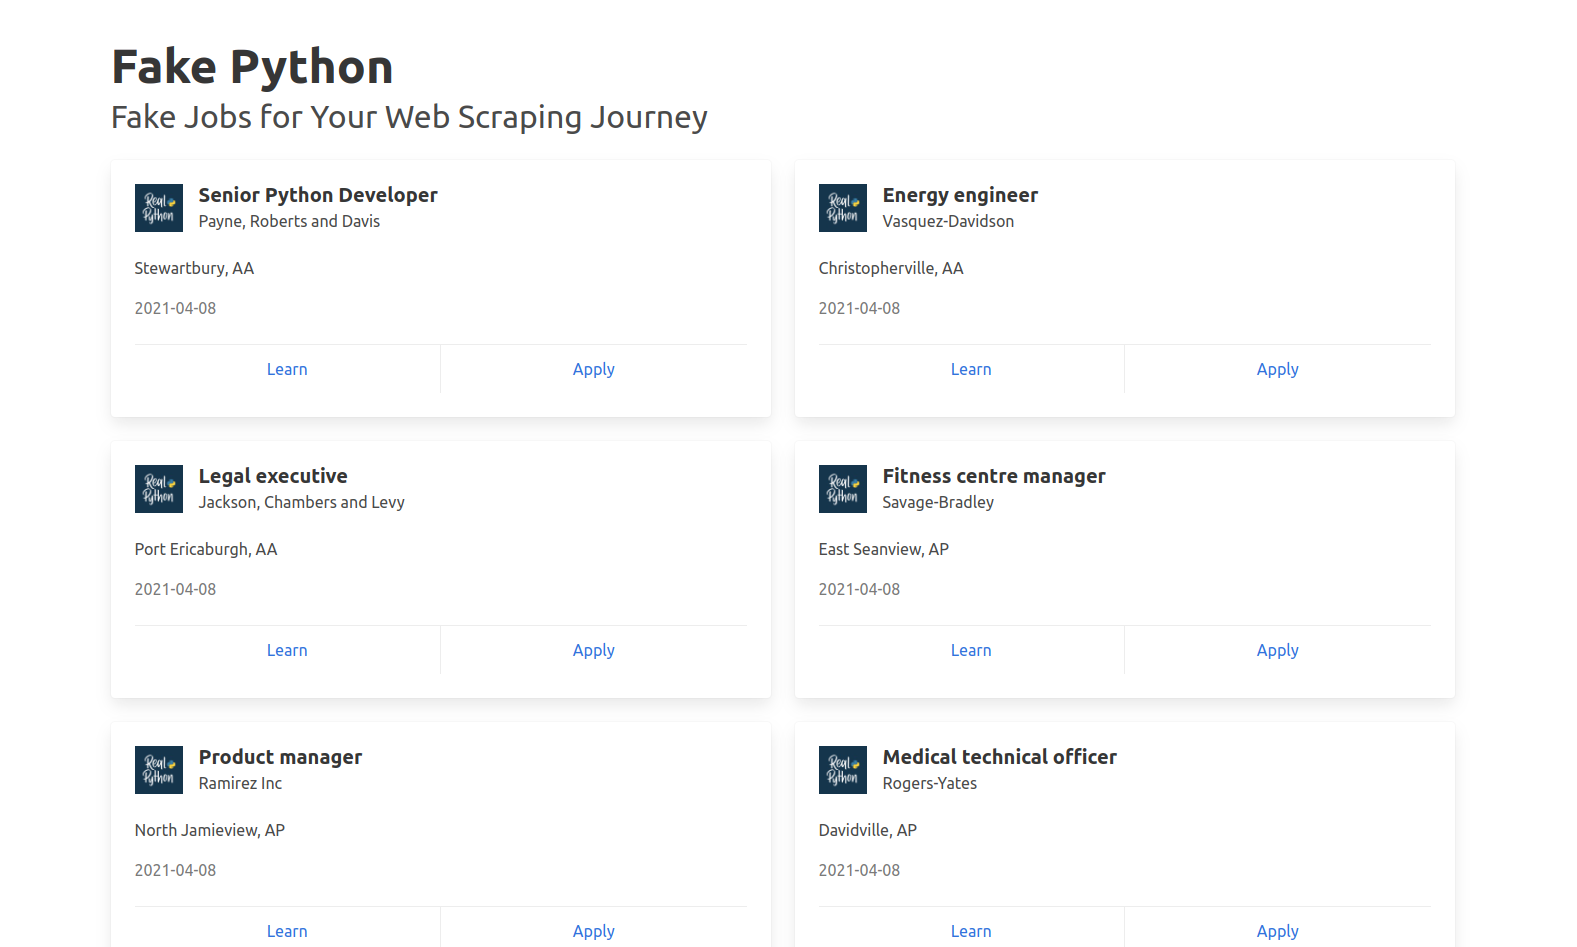 Fake Python
Fake Jobs for Your Web Scraping Journey
Real Python
Senior Python Developer
Payne, Roberts and Davis
Stewartbury, AA
2021-04-08
Learn
Apply
Real Python
Energy engineer
Vasquez-Davidson
Christopherville, AA
2021-04-08
Learn
Apply
Real Python
Legal executive
Jackson, Chambers and Levy
Port Ericaburgh, AA
2021-04-08
Learn
Apply
Real Python
Fitness centre manager
Savage-Bradley
East Seanview, AP
2021-04-08
Learn
Apply
Real Python
Product manager
Ramirez Inc
North Jamieview, AP
2021-04-08
Learn
Apply
Real Python
Medical technical officer
Rogers-Yates
Davidville, AP
2021-04-08
Learn
Apply